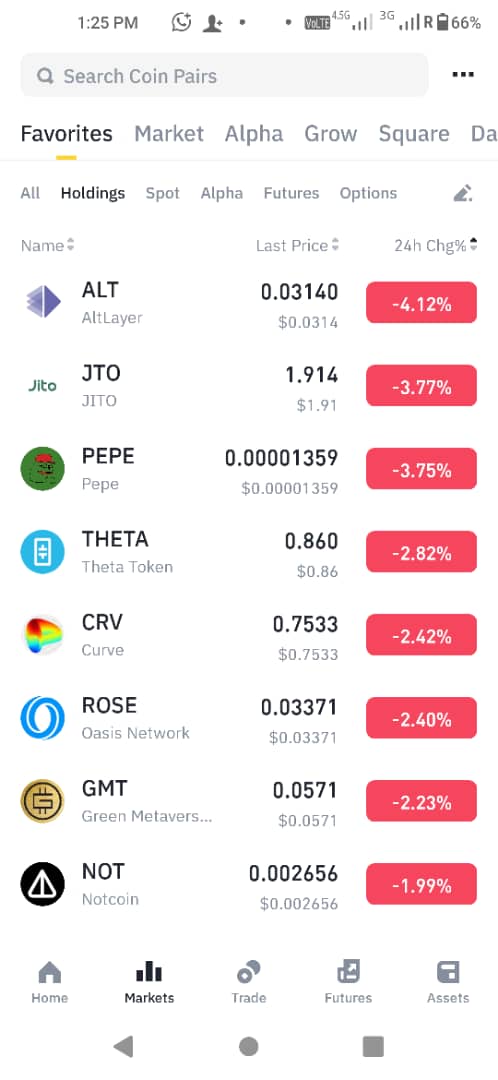 1:25 PM VoLTE 4.5G 3G R 66%
Search Coin Pairs
Favorites Market Alpha Grow Square Da
All Holdings Spot Alpha Futures Options
Name Last Price 24h Chg%
ALT 0.03140 -4.12%
AltLayer $0.0314
Jito JTO 1.914 -3.77%
JITO $1.91
PEPE 0.00001359 -3.75%
Pepe $0.00001359
THETA 0.860 -2.82%
Theta Token $0.86
CRV 0.7533 -2.42%
Curve $0.7533
ROSE 0.03371 -2.40%
Oasis Network $0.03371
GMT 0.0571 -2.23%
Green Metavers... $0.0571
NOT 0.002656 -1.99%
Notcoin $0.002656
Home Markets Trade Futures Assets